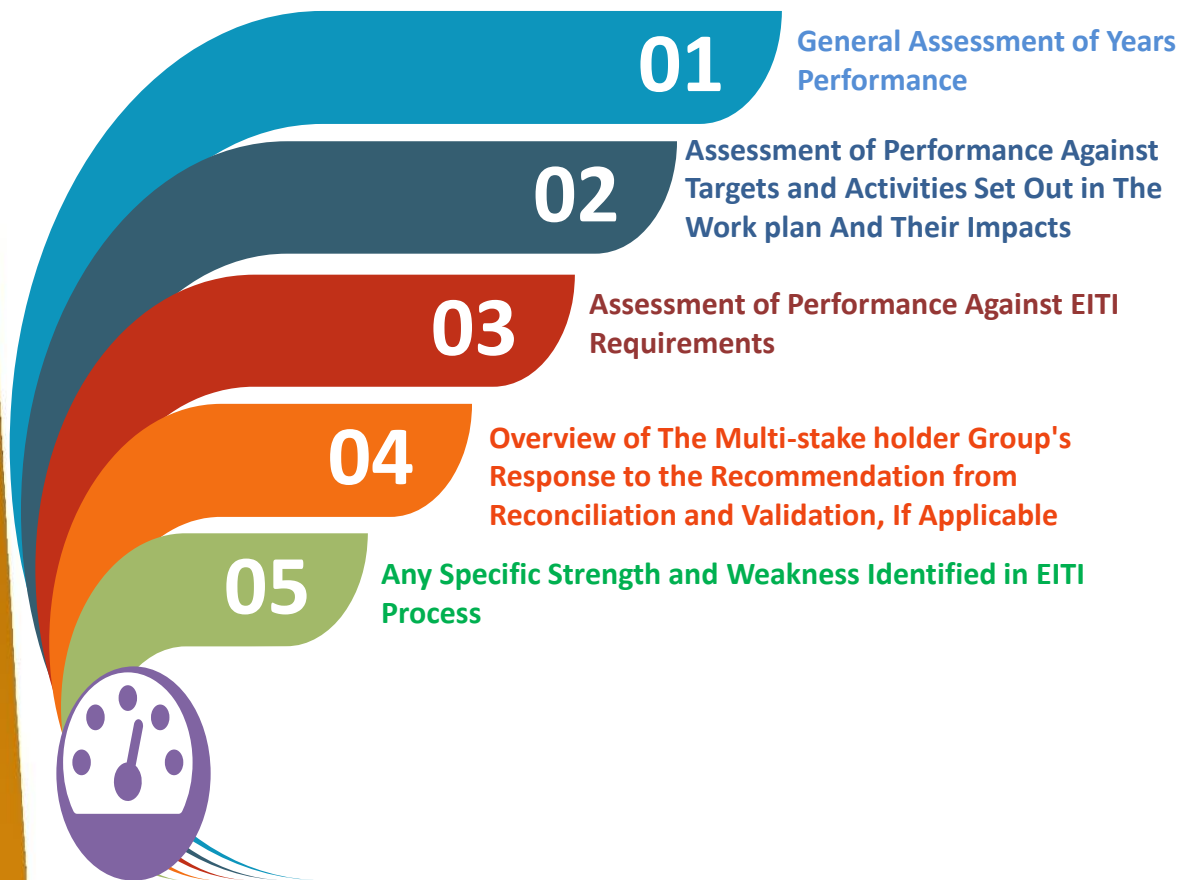 01
General Assessment of Years
Performance
02
Assessment of Performance Against
Targets and Activities Set Out in The
Work plan And Their Impacts
03
Assessment of Performance Against EITI
Requirements
04
Overview of The Multi-stake holder Group's
Response to the Recommendation from
Reconciliation and Validation, If Applicable
05
Any Specific Strength and Weakness Identified in EITI
Process